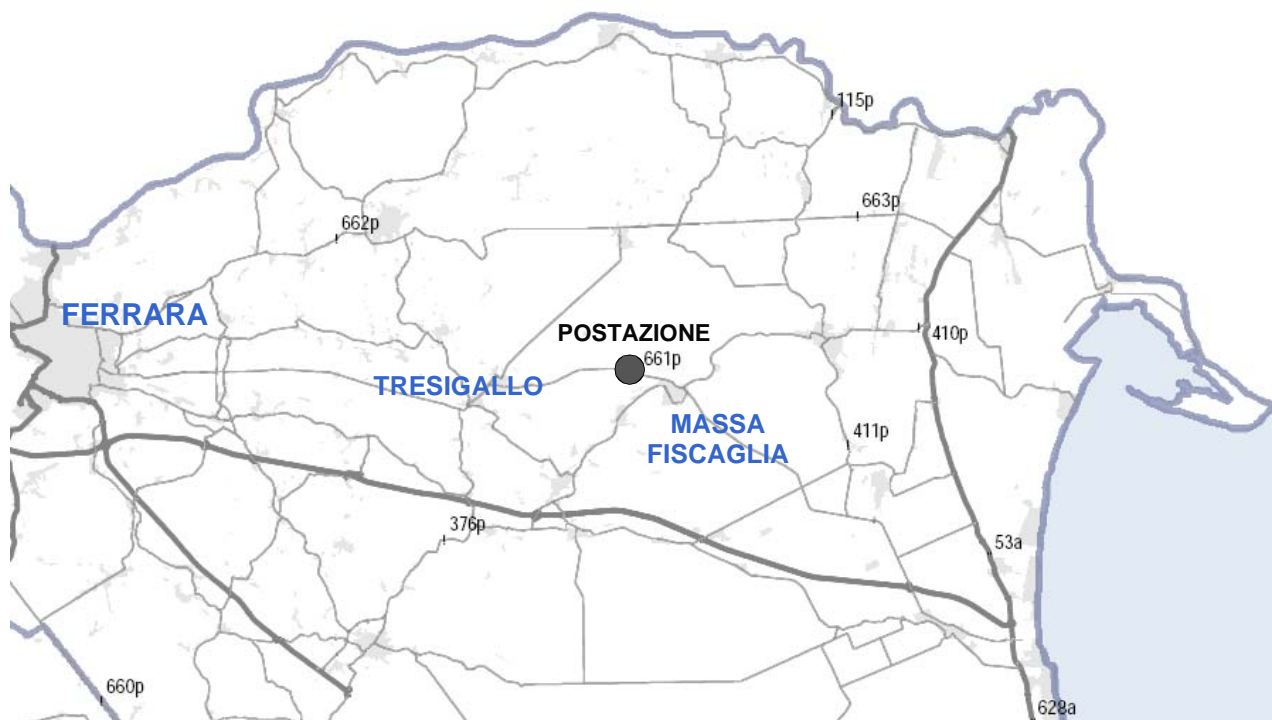 115p
662p
663p
FERRARA
POSTAZIONE
410p
661p
TRESIGALLO
MASSA
FISCAGLIA
411p
376p
53a
660p
628a